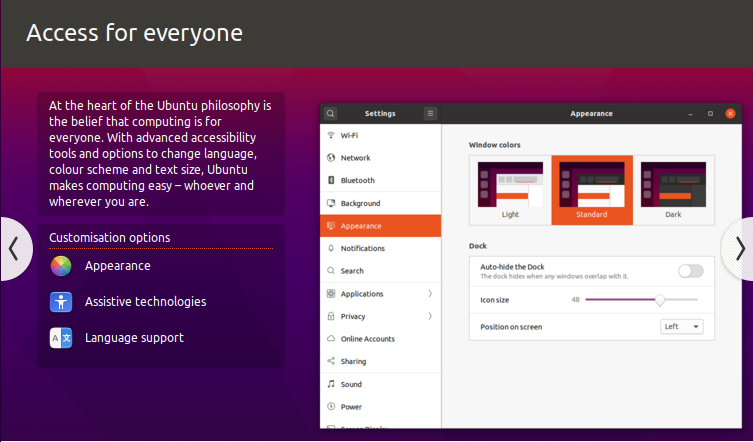 Access for everyone
At the heart of the Ubuntu philosophy is
the belief that computing is for
everyone. With advanced accessibility
tools and options to change language,
colour scheme and text size, Ubuntu
makes computing easy – whoever and
wherever you are.
Customisation options
Appearance
Assistive technologies
Language support
Settings
Wi-Fi
Network
Bluetooth
Background
Appearance
Notifications
Search
Applications
Privacy
Online Accounts
Sharing
Sound
Power
Screen Display
Appearance
Window colors
Light
Standard
Dark
Dock
Auto-hide the Dock
The dock hides when any windows overlap with it.
Icon size
48
Position on screen
Left